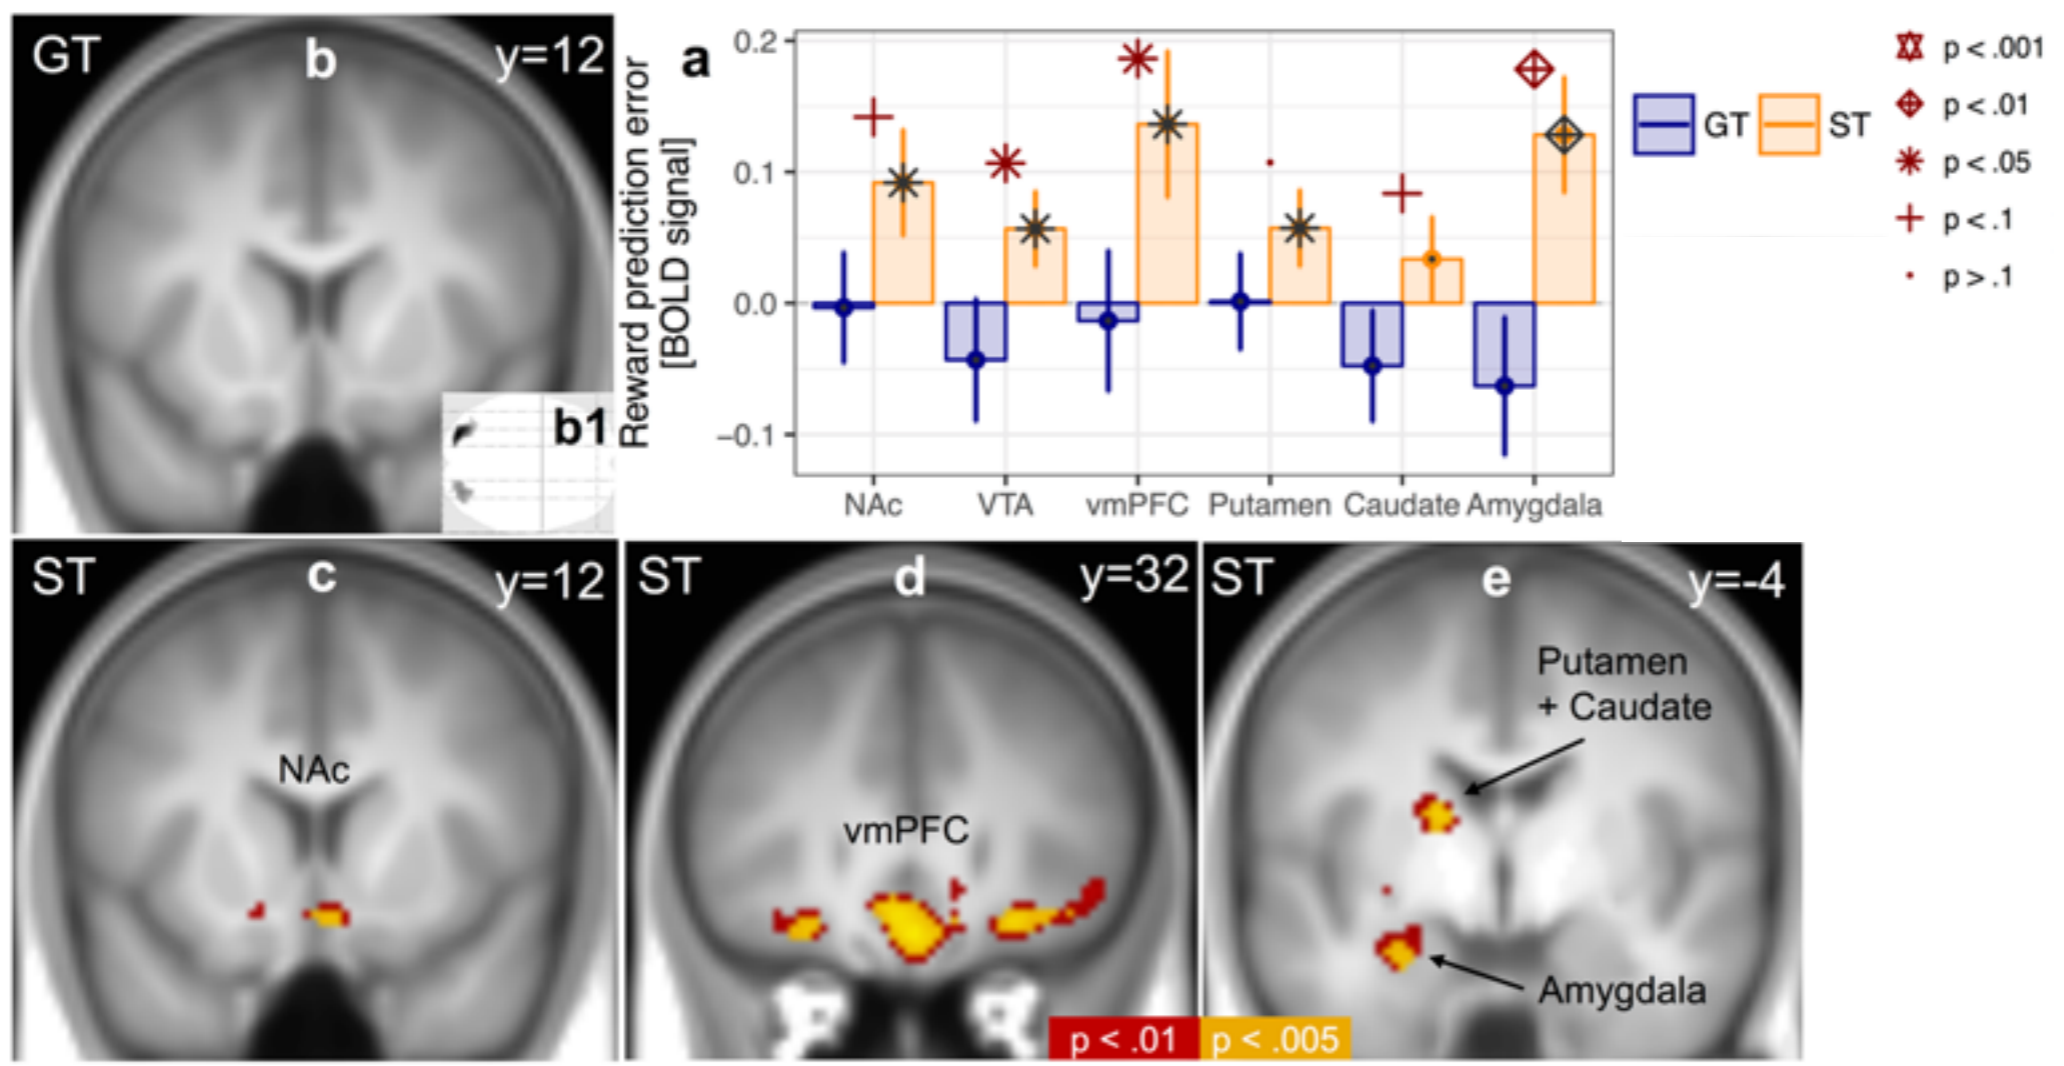 GT b y=12
b1
a
Reward prediction error
[BOLD signal]
0.2
0.1
0.0
−0.1
NAc VTA vmPFC Putamen Caudate Amygdala
GT ST
p < .001
p < .01
p < .05
p < .1
p > .1
ST c y=12
NAc
ST d y=32
vmPFC
ST e y=-4
Putamen
+ Caudate
Amygdala
p < .01 p < .005